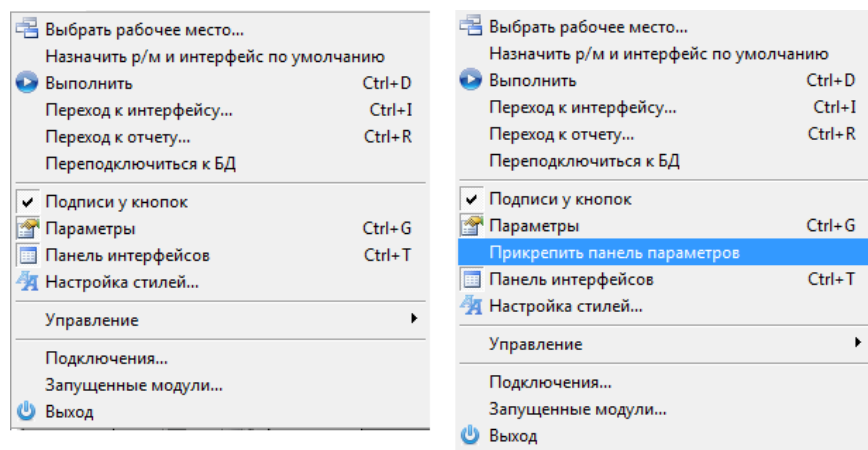 Выбрать рабочее место...
Назначить р/м и интерфейс по умолчанию
Выполнить Ctrl+D
Переход к интерфейсу... Ctrl+I
Переход к отчету... Ctrl+R
Переподключиться к БД
Подписи у кнопок
Параметры Ctrl+G
Панель интерфейсов Ctrl+T
Настройка стилей...
Управление
Подключения...
Запущенные модули...
Выход
Выбрать рабочее место...
Назначить р/м и интерфейс по умолчанию
Выполнить Ctrl+D
Переход к интерфейсу... Ctrl+I
Переход к отчету... Ctrl+R
Переподключиться к БД
Подписи у кнопок
Параметры Ctrl+G
Прикрепить панель параметров
Панель интерфейсов Ctrl+T
Настройка стилей...
Управление
Подключения...
Запущенные модули...
Выход